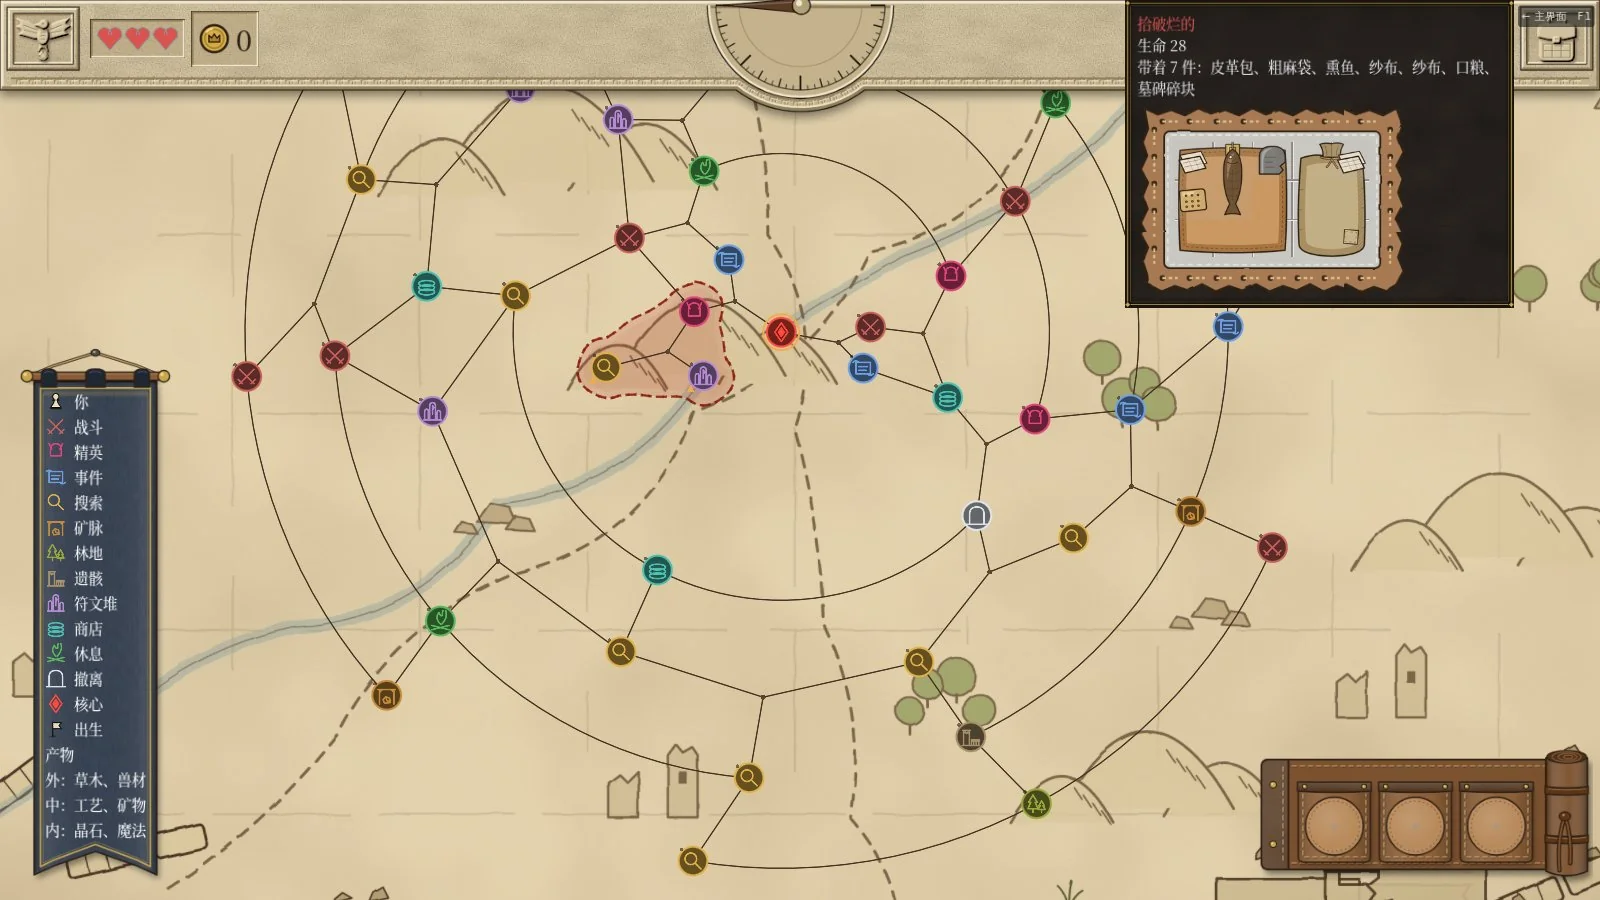 0
拾破烂的
生命 28
带着 7 件：皮革包、粗麻袋、熏鱼、纱布、纱布、口粮、
墓碑碎块
← 主界面 F1
你
战斗
精英
事件
搜索
矿脉
林地
遗骸
符文堆
商店
休息
撤离
核心
出生
产物
外：草木、兽材
中：工艺、矿物
内：晶石、魔法